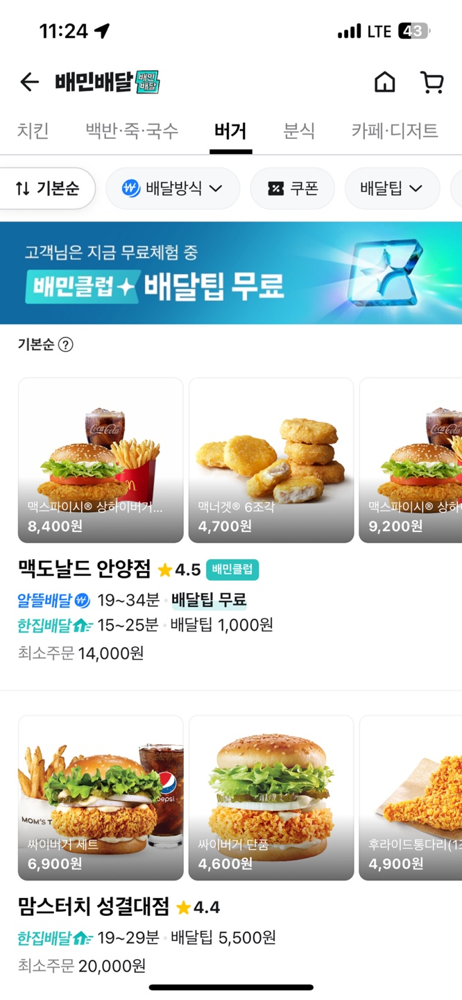 11:24 LTE 43
배민배달 배민배달
치킨 백반·죽·국수 버거 분식 카페·디저트
기본순 배달방식 쿠폰 배달팁
고객님은 지금 무료체험 중
배민클럽 배달팁 무료
기본순 ?
Coca-Cola
맥스파이시® 상하이버거... 맥너겟® 6조각 맥스파이시® 상하이
8,400원 4,700원 9,200원
맥도날드 안양점 4.5 배민클럽
알뜰배달 19~34분 · 배달팁 무료
한집배달 15~25분 · 배달팁 1,000원
최소주문 14,000원
pepsi
MOM'S T
싸이버거 세트 싸이버거 단품 후라이드통다리(1조
6,900원 4,600원 4,900원
맘스터치 성결대점 4.4
한집배달 19~29분 · 배달팁 5,500원
최소주문 20,000원